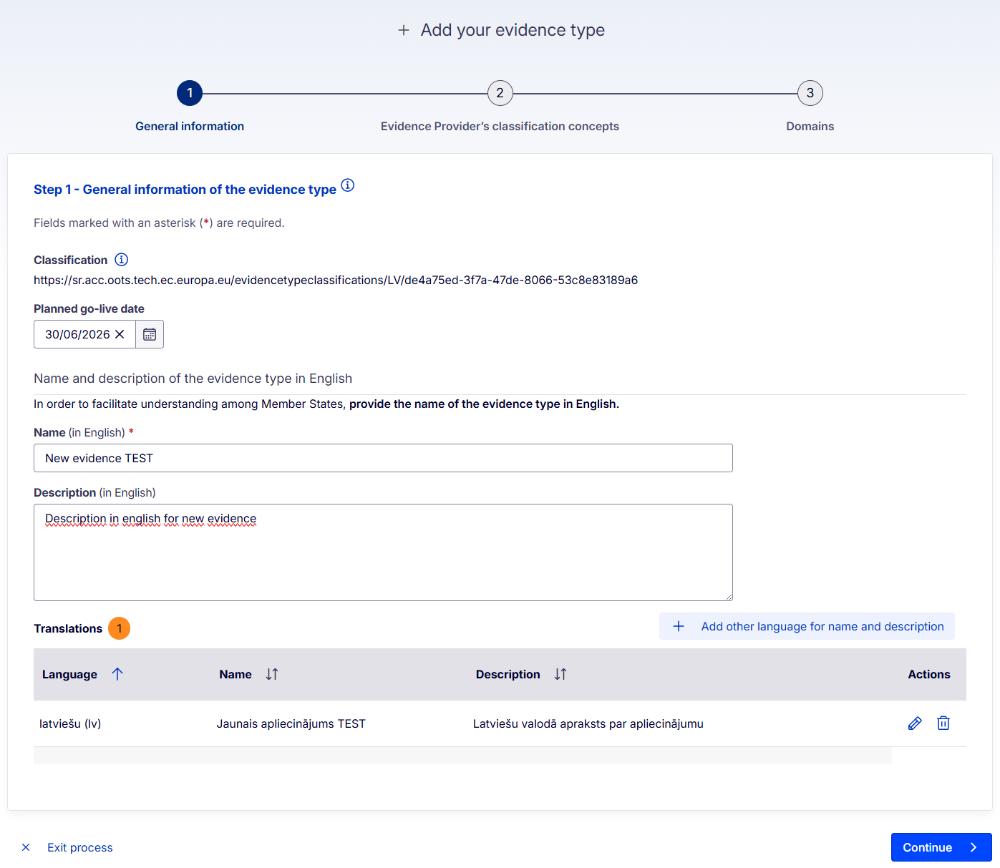 Add your evidence type
1
2
3
General information
Evidence Provider’s classification concepts
Domains
Step 1 - General information of the evidence type
Fields marked with an asterisk (*) are required.
Classification
https://sr.acc.oots.tech.ec.europa.eu/evidencetypeclassifications/LV/de4a75ed-3f7a-47de-8066-53c8e83189a6
Planned go-live date
30/06/2026
Name and description of the evidence type in English
In order to facilitate understanding among Member States, provide the name of the evidence type in English.
Name (in English) *
New evidence TEST
Description (in English)
Description in english for new evidence
Translations 1
Add other language for name and description
Language Name Description Actions
latviešu (lv) Jaunais apliecinājums TEST Latviešu valodā apraksts par apliecinājumu
Exit process
Continue